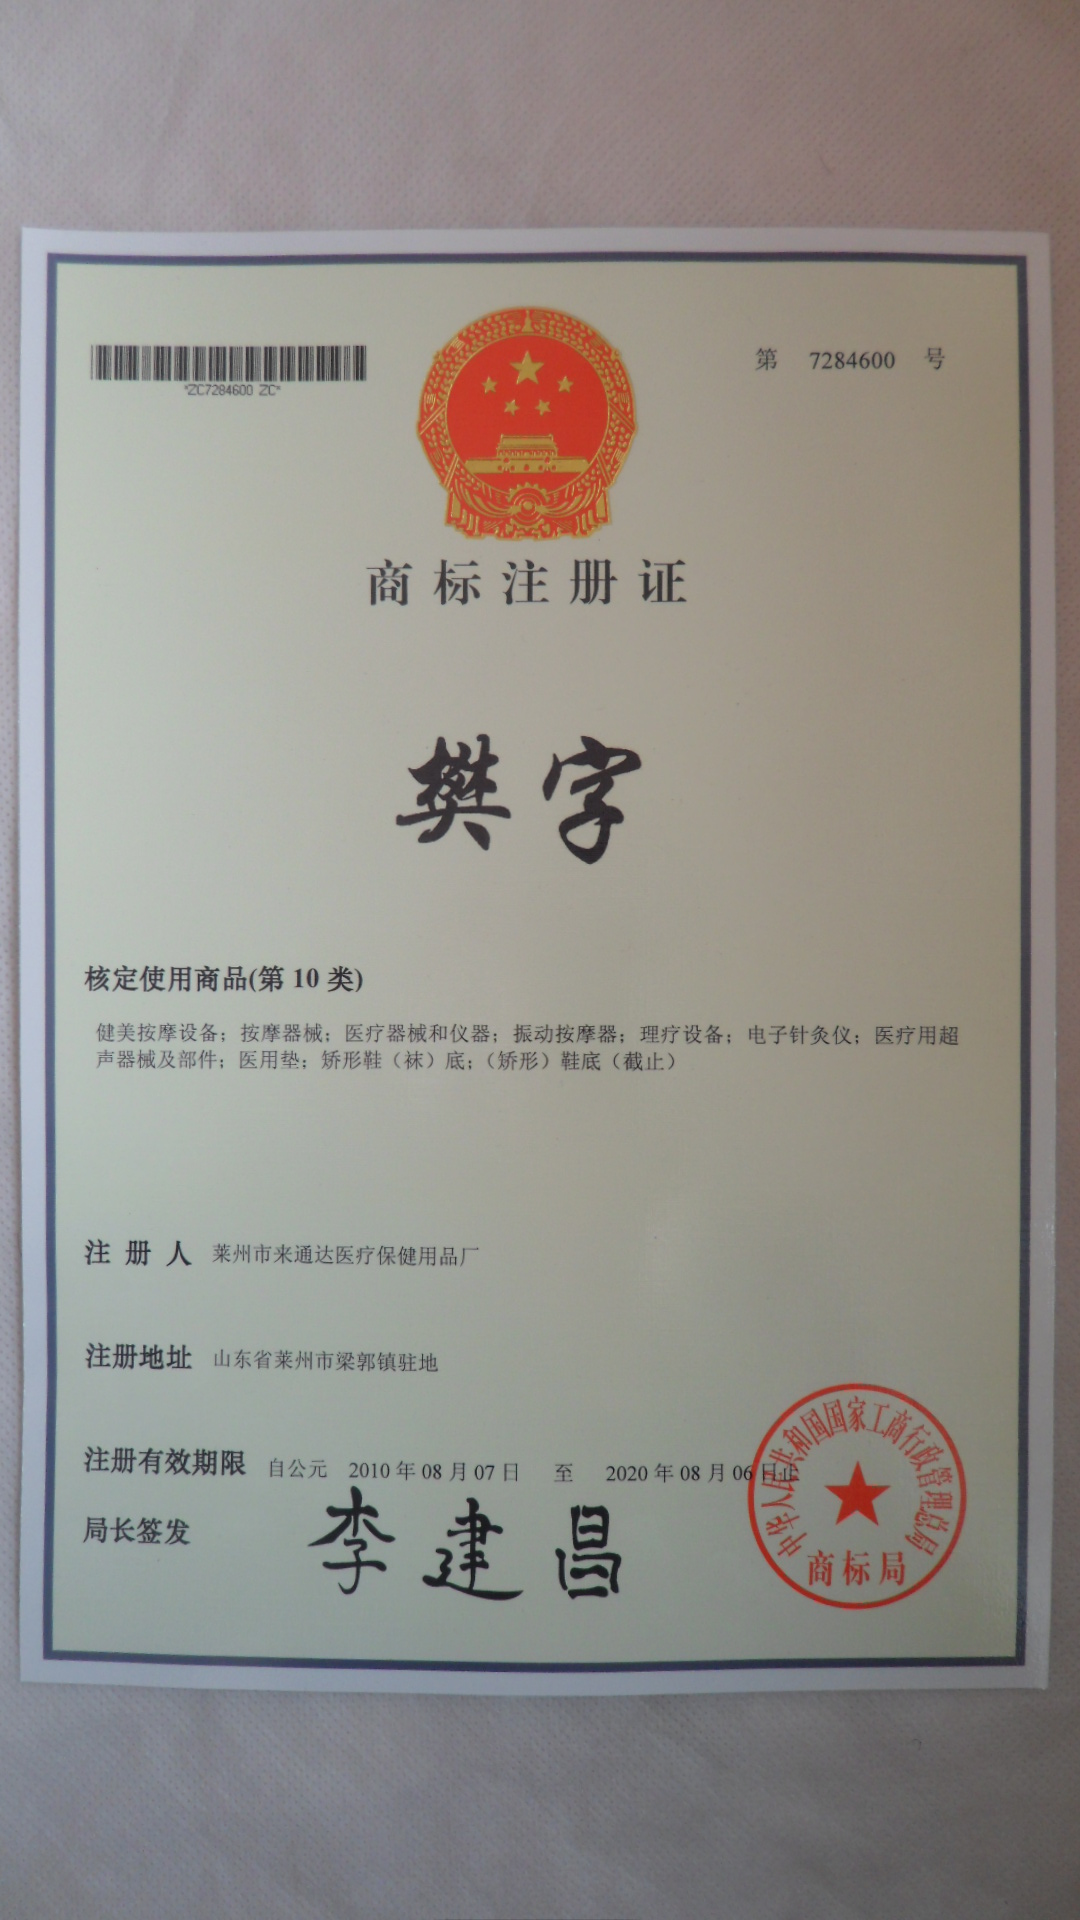 第 7284600 号
*ZC7284600 ZC*
商标注册证
樊字
核定使用商品(第 10 类)
健美按摩设备；按摩器械；医疗器械和仪器；振动按摩器；理疗设备；电子针灸仪；医疗用超
声器械及部件；医用垫；矫形鞋（袜）底；（矫形）鞋底（截止）
注册人 莱州市来通达医疗保健用品厂
注册地址 山东省莱州市梁郭镇驻地
注册有效期限 自公元 2010 年 08 月 07 日 至 2020 年 08 月 06 日止
局长签发 李建昌
中华人民共和国国家工商行政管理总局
商标局